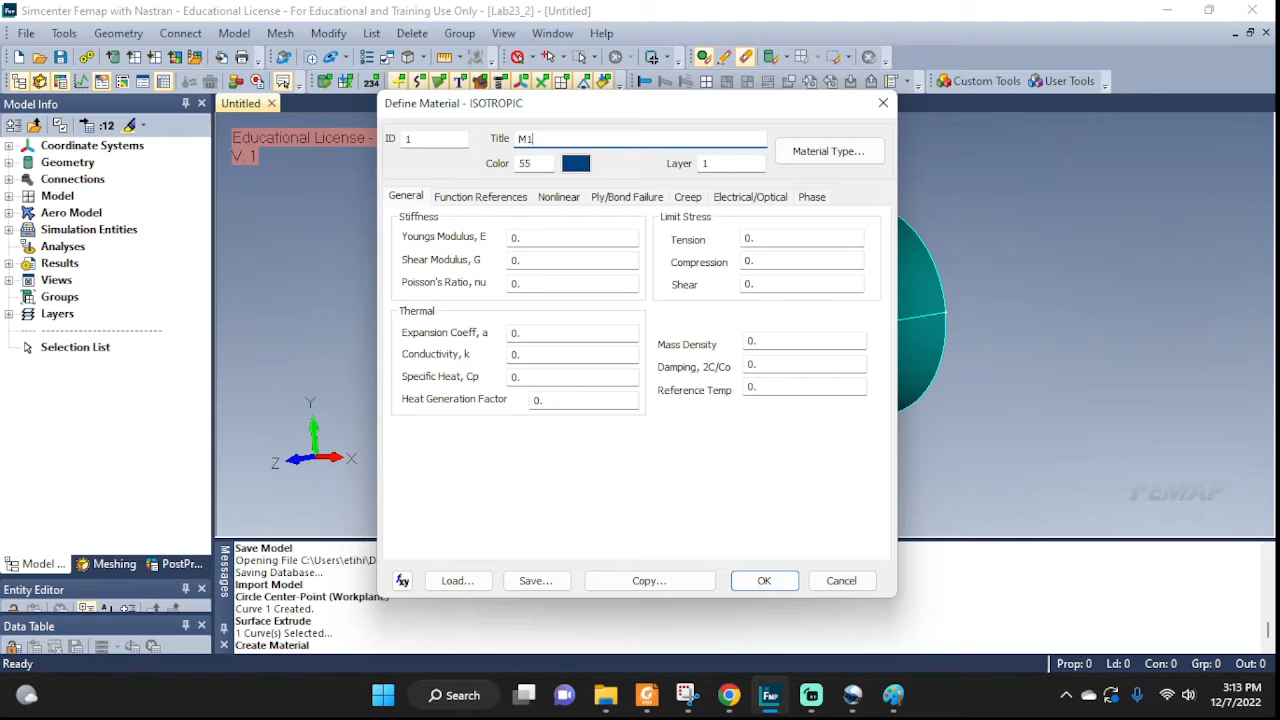 Simcenter Femap with Nastran - Educational License - For Educational and Training Use Only - [Lab23_2] - [Untitled]
File Tools Geometry Connect Model Mesh Modify List Delete Group View Window Help
234
Custom Tools User Tools
Model Info
Untitled
:12
Educational License -
V: 1
Coordinate Systems
Geometry
Connections
Model
Aero Model
Simulation Entities
Analyses
Results
Views
Groups
Layers
Selection List
Define Material - ISOTROPIC
ID 1 Title M1
Color 55 Layer 1 Material Type...
General Function References Nonlinear Ply/Bond Failure Creep Electrical/Optical Phase
Stiffness
Youngs Modulus, E 0.
Shear Modulus, G 0.
Poisson's Ratio, nu 0.
Limit Stress
Tension 0.
Compression 0.
Shear 0.
Thermal
Expansion Coeff, a 0.
Conductivity, k 0.
Specific Heat, Cp 0.
Heat Generation Factor 0.
Mass Density 0.
Damping, 2C/Co 0.
Reference Temp 0.
Load... Save... Copy... OK Cancel
Y
Z X
FEMAP
Model ... Meshing PostPr...
Entity Editor
Data Table
Messages
Save Model
Opening File C:\Users\etihi\D
Saving Database...
Import Model
Circle Center-Point (Workplane)
Curve 1 Created.
Surface Extrude
1 Curve(s) Selected...
Create Material
Ready Prop: 0 Ld: 0 Con: 0 Grp: 0 Out: 0
Search
3:13 PM
12/7/2022